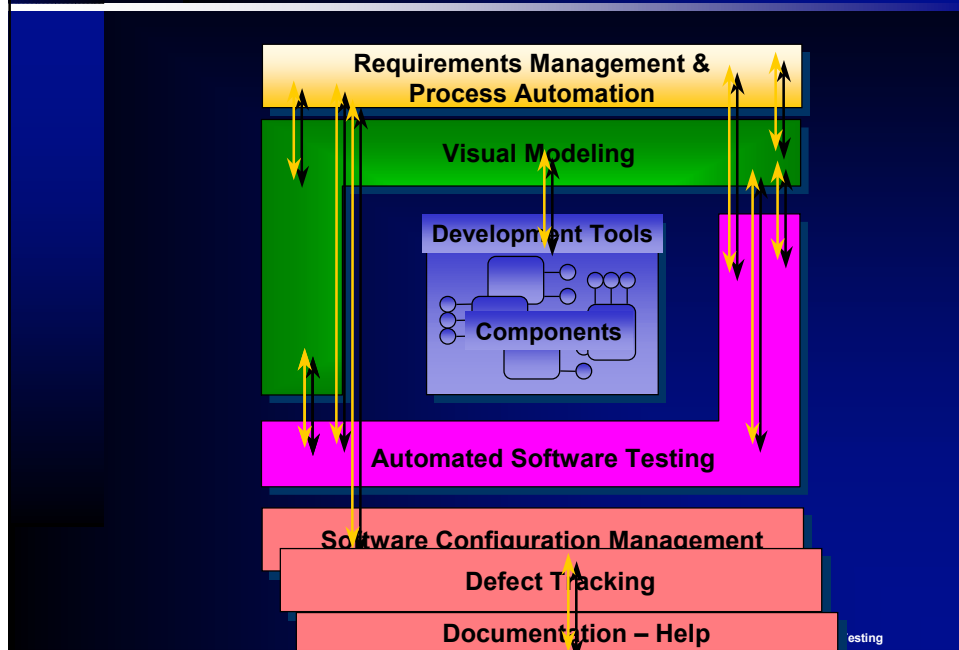 Requirements Management &
Process Automation
Visual Modeling
Development Tools
Components
Automated Software Testing
Software Configuration Management
Defect Tracking
Documentation – Help
esting